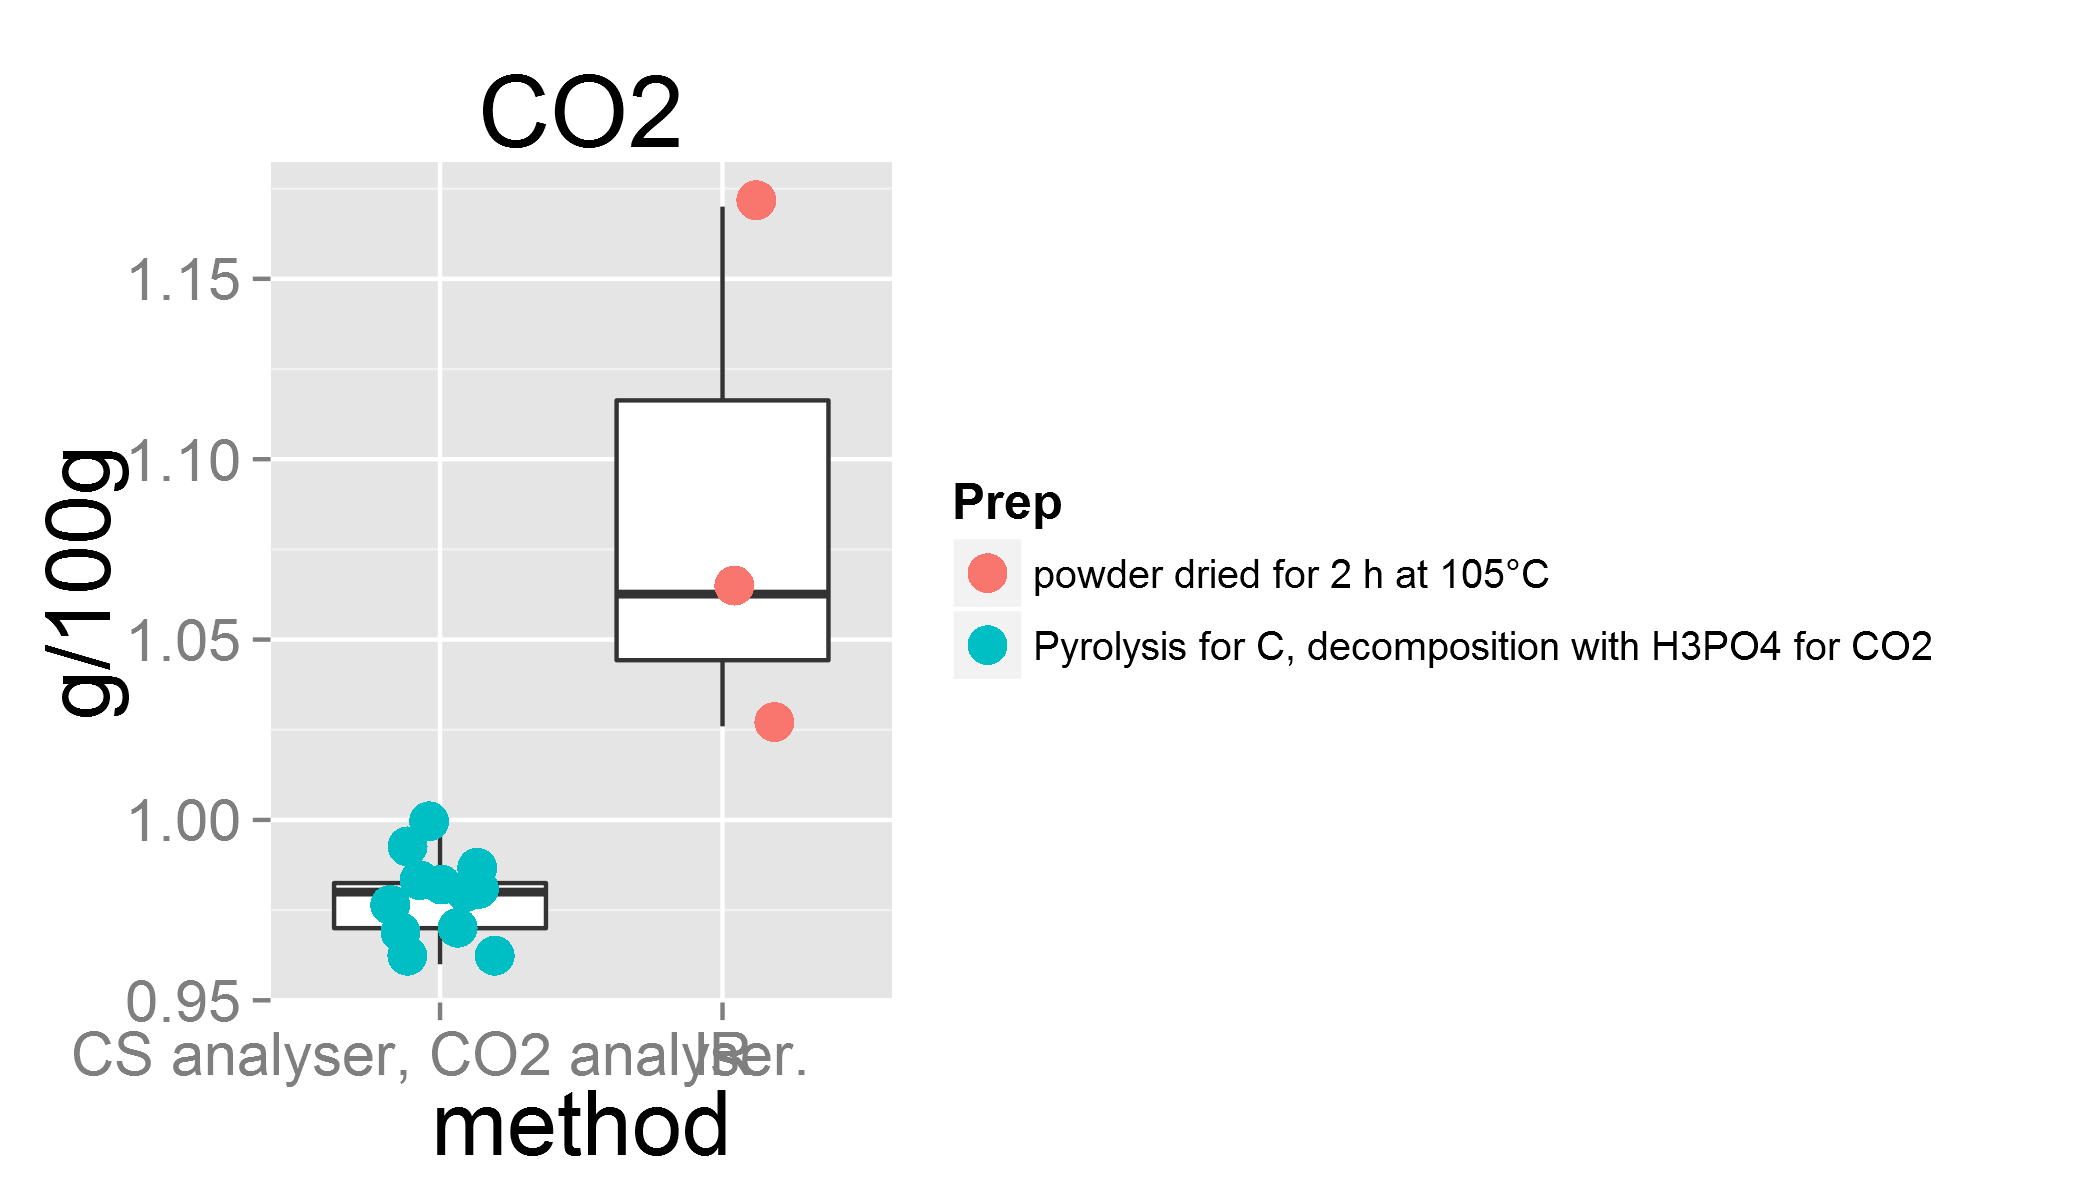 CO2
g/100g
1.15
1.10
1.05
1.00
0.95
CS analyser, CO2 analyser.
IR
method
Prep
powder dried for 2 h at 105°C
Pyrolysis for C, decomposition with H3PO4 for CO2